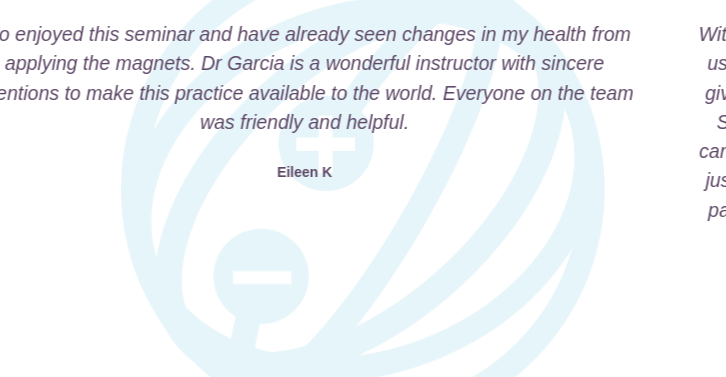 o enjoyed this seminar and have already seen changes in my health from
applying the magnets. Dr Garcia is a wonderful instructor with sincere
entions to make this practice available to the world. Everyone on the team
was friendly and helpful.
Eileen K
Wit
us
giv
S
car
jus
pa